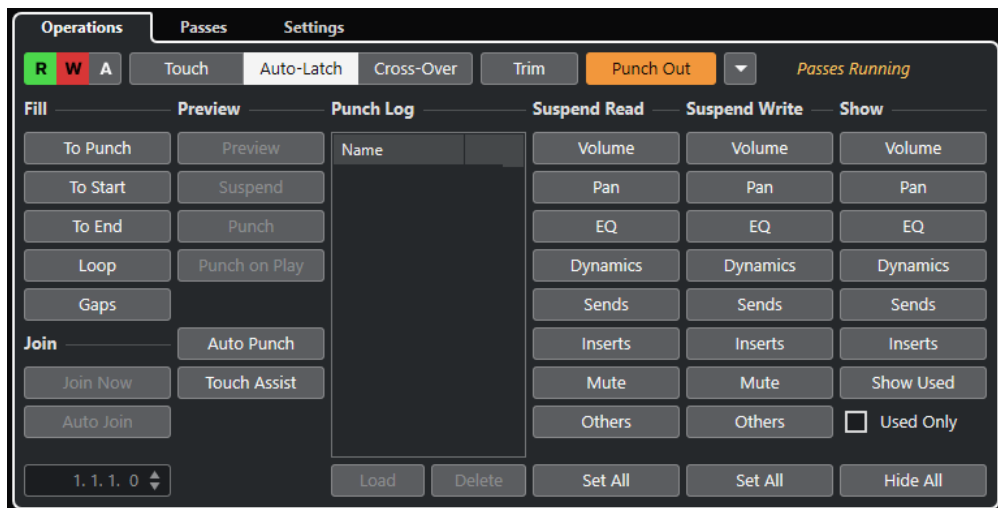 Operations Passes Settings
R W A Touch Auto-Latch Cross-Over Trim Punch Out Passes Running
Fill Preview Punch Log Suspend Read Suspend Write Show
To Punch Preview Name Volume Volume Volume
To Start Suspend Pan Pan Pan
To End Punch EQ EQ EQ
Loop Punch on Play Dynamics Dynamics Dynamics
Gaps Sends Sends Sends
Join Auto Punch Inserts Inserts Inserts
Join Now Touch Assist Mute Mute Show Used
Auto Join Others Others Used Only
1. 1. 1. 0 Load Delete Set All Set All Hide All